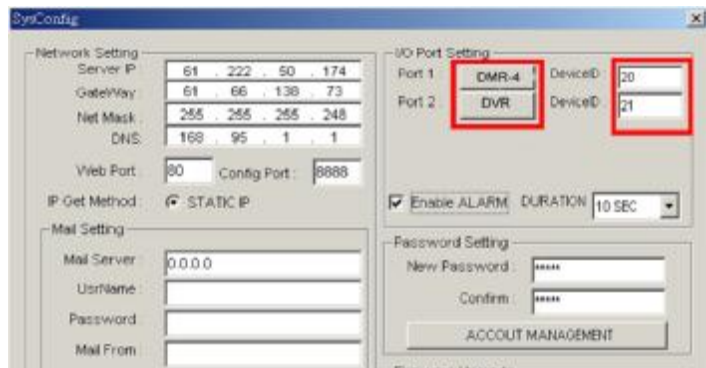 SysConfig
Network Setting
Server IP 61 . 222 . 50 . 174
GateWay: 61 . 66 . 138 . 73
Net Mask: 255 . 255 . 255 . 248
DNS: 168 . 95 . 1 . 1
Web Port: 80 Config Port: 8888
IP Get Method: STATIC IP
Mail Setting
Mail Server: 0.0.0.0
UsrName:
Password:
Mail From:
I/O Port Setting
Port 1 DMR-4 DeviceID: 20
Port 2 DVR DeviceID: 21
Enable ALARM DURATION 10 SEC
Password Setting
New Password: *****
Confirm: *****
ACCOUT MANAGEMENT